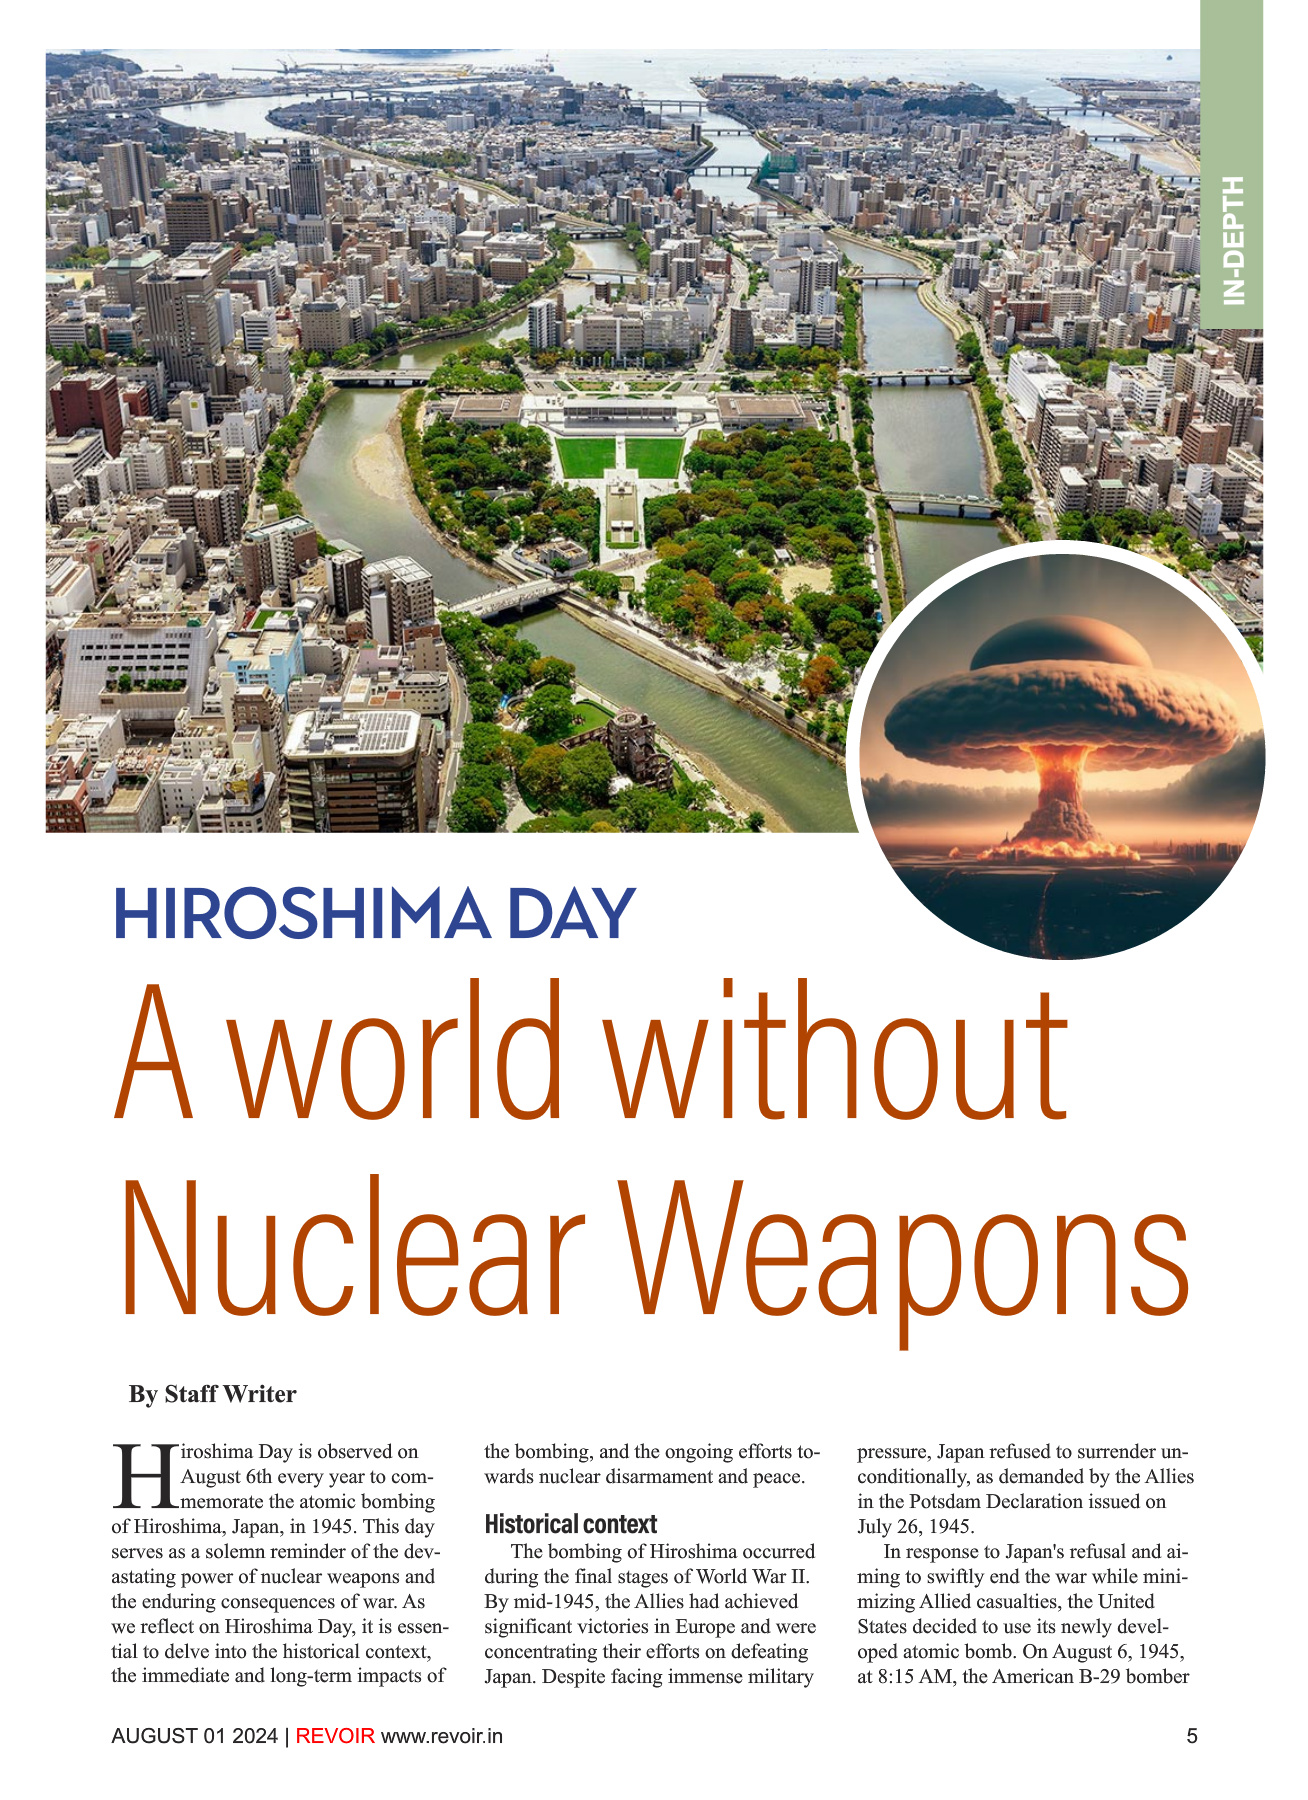 IN-DEPTH
HIROSHIMA DAY
A world without
Nuclear Weapons
By Staff Writer
Hiroshima Day is observed on
August 6th every year to com-
memorate the atomic bombing
of Hiroshima, Japan, in 1945. This day
serves as a solemn reminder of the dev-
astating power of nuclear weapons and
the enduring consequences of war. As
we reflect on Hiroshima Day, it is essen-
tial to delve into the historical context,
the immediate and long-term impacts of
the bombing, and the ongoing efforts to-
wards nuclear disarmament and peace.
Historical context
The bombing of Hiroshima occurred
during the final stages of World War II.
By mid-1945, the Allies had achieved
significant victories in Europe and were
concentrating their efforts on defeating
Japan. Despite facing immense military
pressure, Japan refused to surrender un-
conditionally, as demanded by the Allies
in the Potsdam Declaration issued on
July 26, 1945.
In response to Japan's refusal and ai-
ming to swiftly end the war while mini-
mizing Allied casualties, the United
States decided to use its newly devel-
oped atomic bomb. On August 6, 1945,
at 8:15 AM, the American B-29 bomber
AUGUST 01 2024 | REVOIR www.revoir.in
5